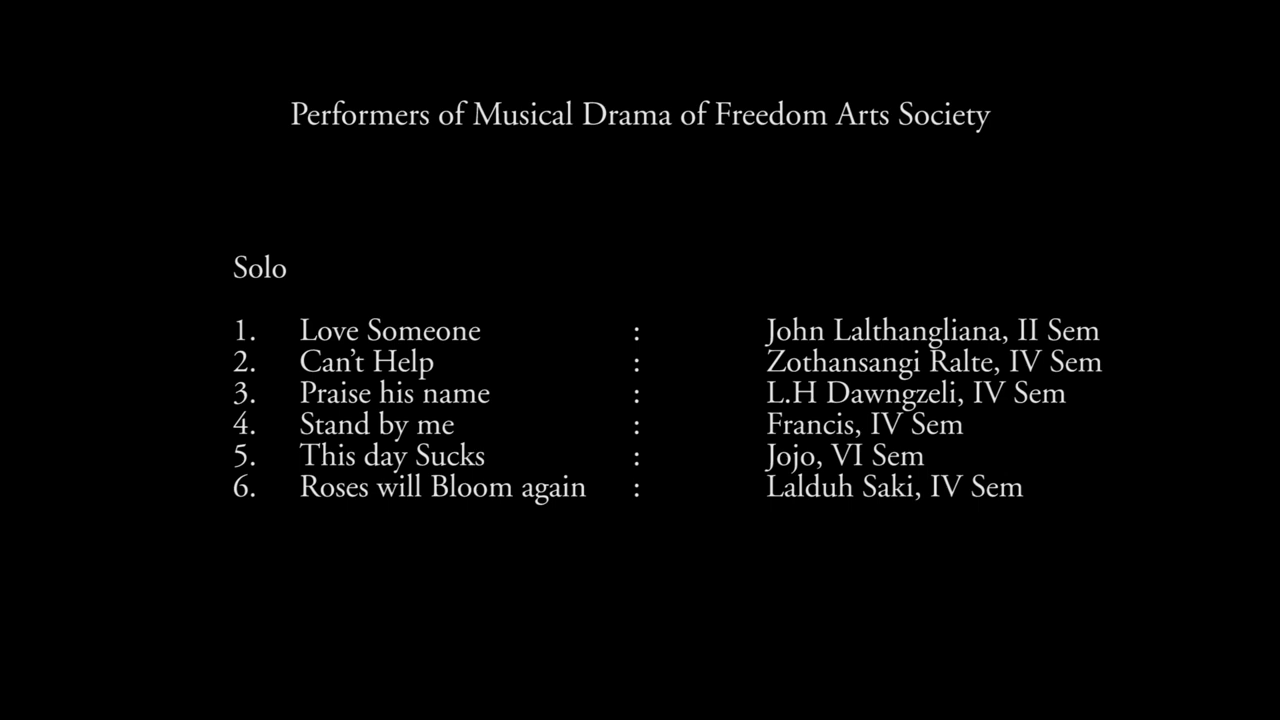 Performers of Musical Drama of Freedom Arts Society
Solo
1. Love Someone : John Lalthangliana, II Sem
2. Can’t Help : Zothansangi Ralte, IV Sem
3. Praise his name : L.H Dawngzeli, IV Sem
4. Stand by me : Francis, IV Sem
5. This day Sucks : Jojo, VI Sem
6. Roses will Bloom again : Lalduh Saki, IV Sem